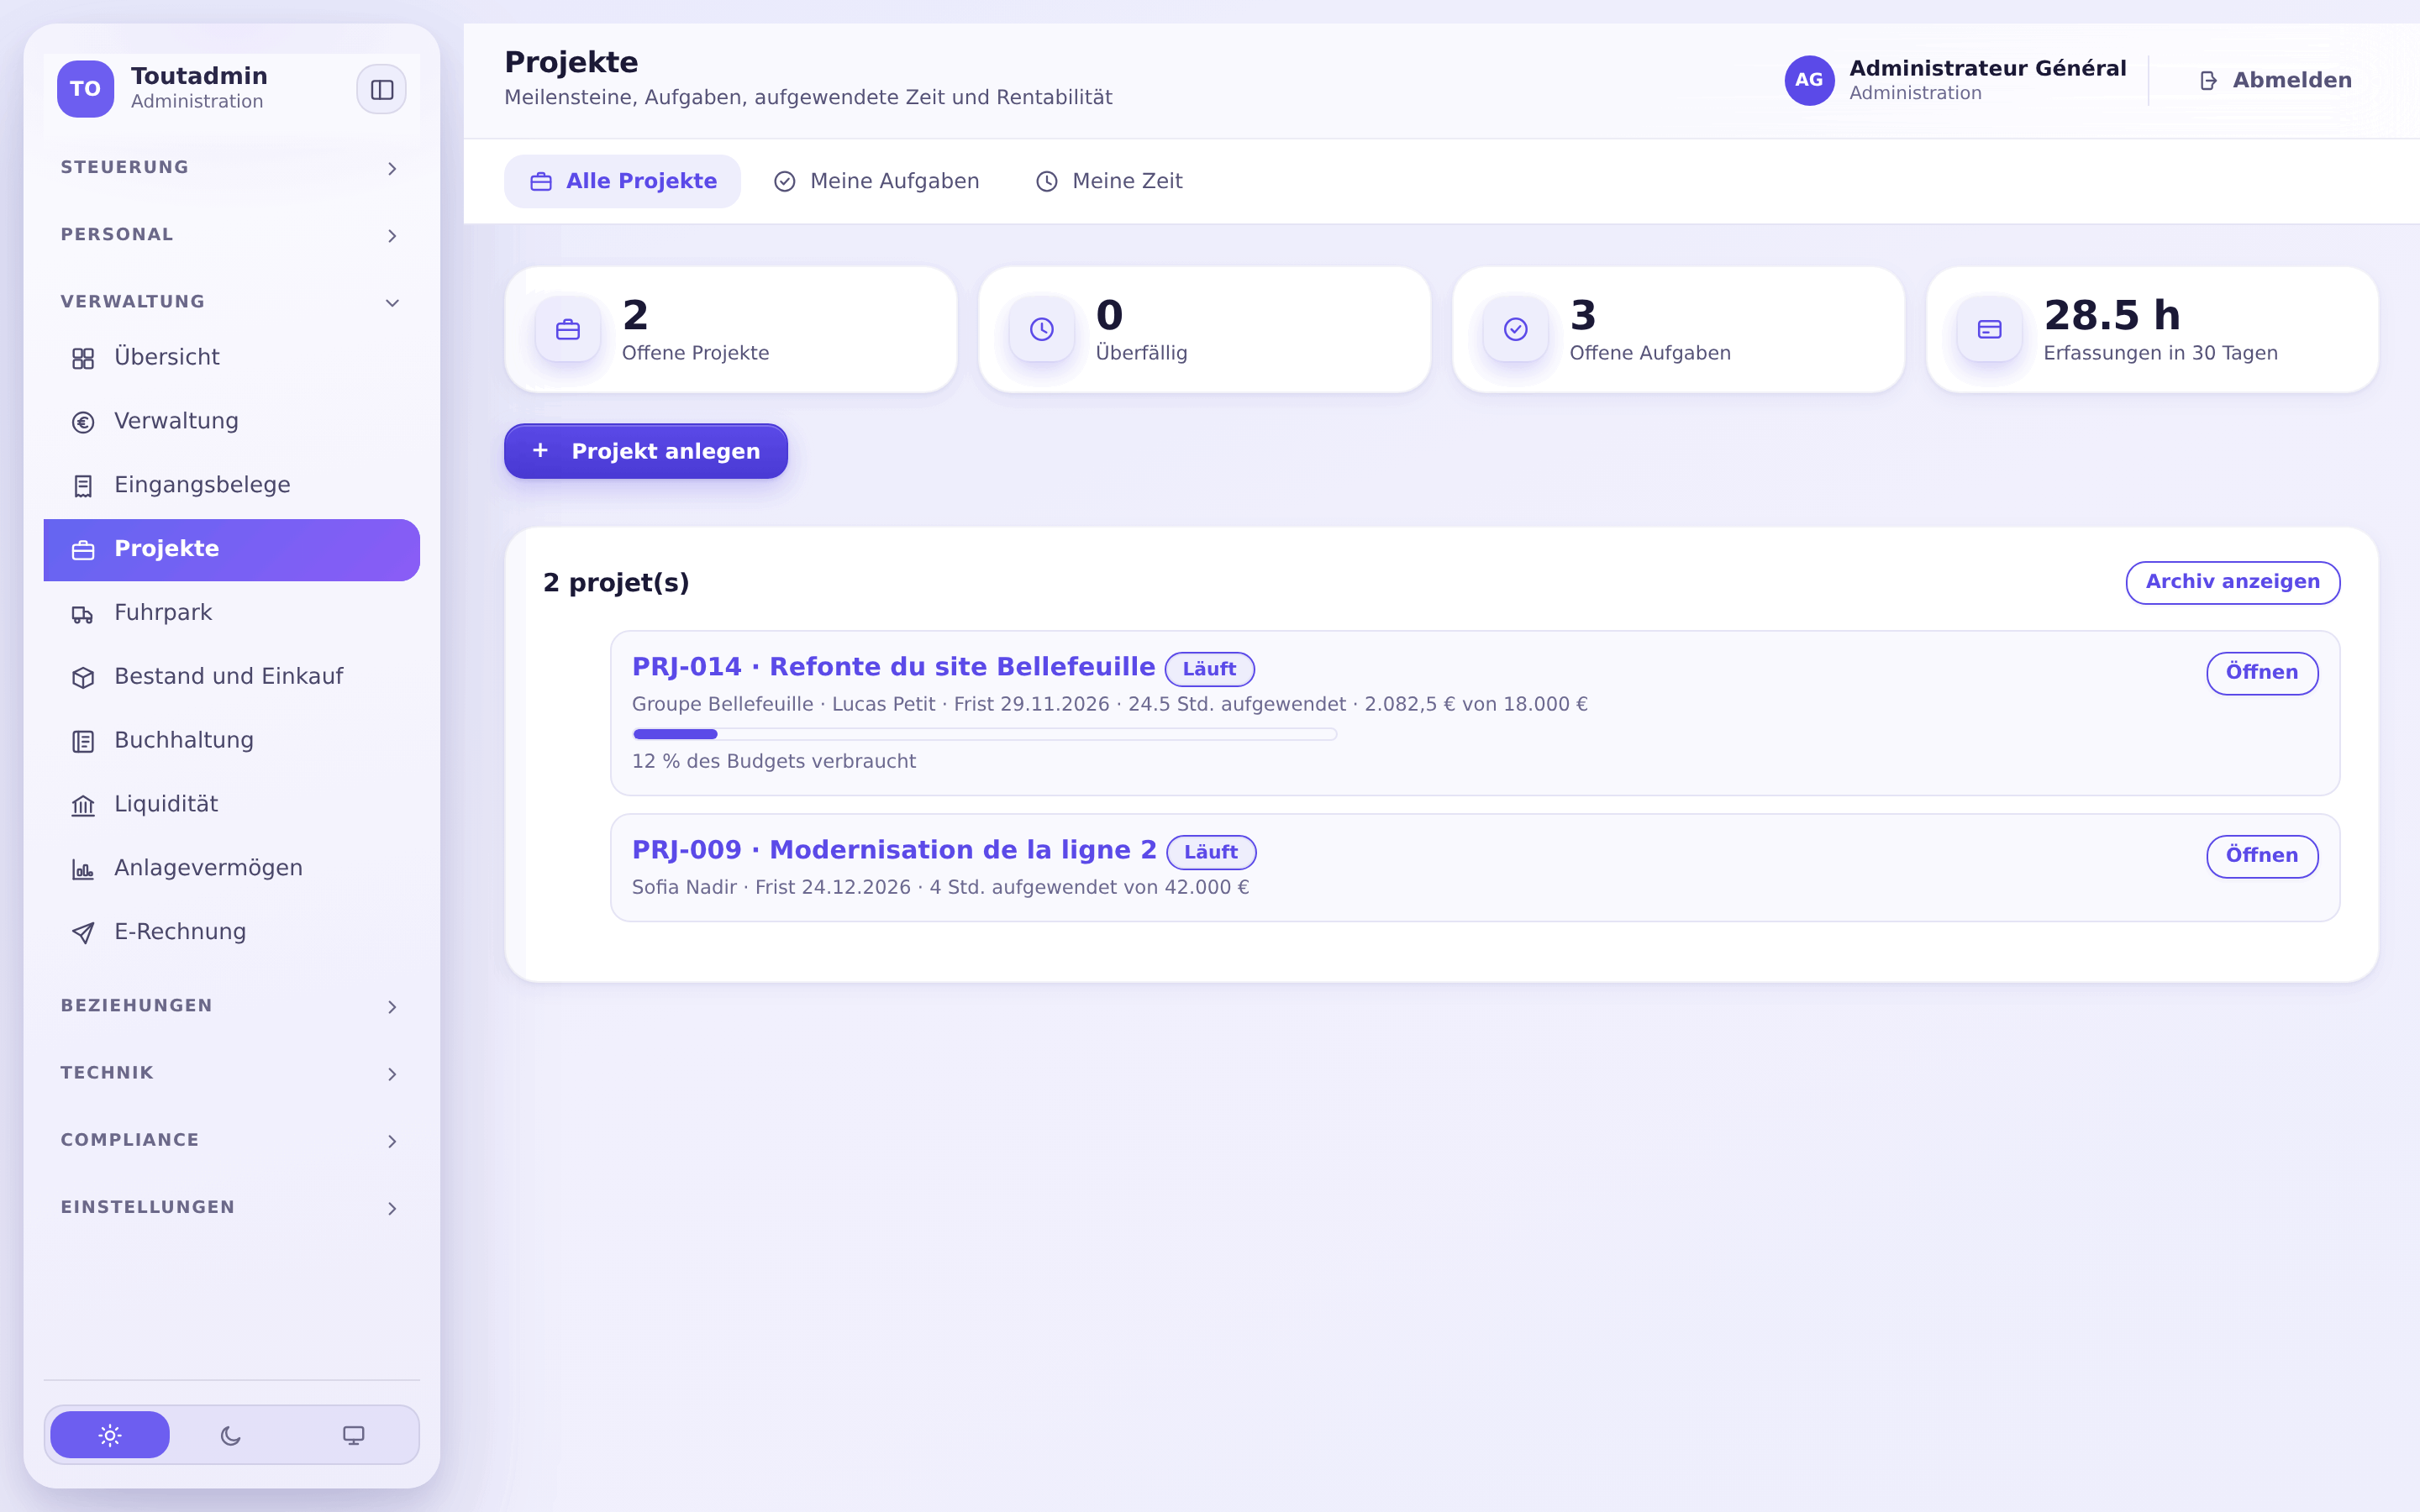 TO
Toutadmin
Administration
STEUERUNG
PERSONAL
VERWALTUNG
Übersicht
Verwaltung
Eingangsbelege
Projekte
Fuhrpark
Bestand und Einkauf
Buchhaltung
Liquidität
Anlagevermögen
E-Rechnung
BEZIEHUNGEN
TECHNIK
COMPLIANCE
EINSTELLUNGEN
Projekte
Meilensteine, Aufgaben, aufgewendete Zeit und Rentabilität
AG
Administrateur Général
Administration
Abmelden
Alle Projekte
Meine Aufgaben
Meine Zeit
2
Offene Projekte
0
Überfällig
3
Offene Aufgaben
28.5 h
Erfassungen in 30 Tagen
+ Projekt anlegen
2 projet(s)
Archiv anzeigen
PRJ-014 · Refonte du site Bellefeuille Läuft
Öffnen
Groupe Bellefeuille · Lucas Petit · Frist 29.11.2026 · 24.5 Std. aufgewendet · 2.082,5 € von 18.000 €
12 % des Budgets verbraucht
PRJ-009 · Modernisation de la ligne 2 Läuft
Öffnen
Sofia Nadir · Frist 24.12.2026 · 4 Std. aufgewendet von 42.000 €